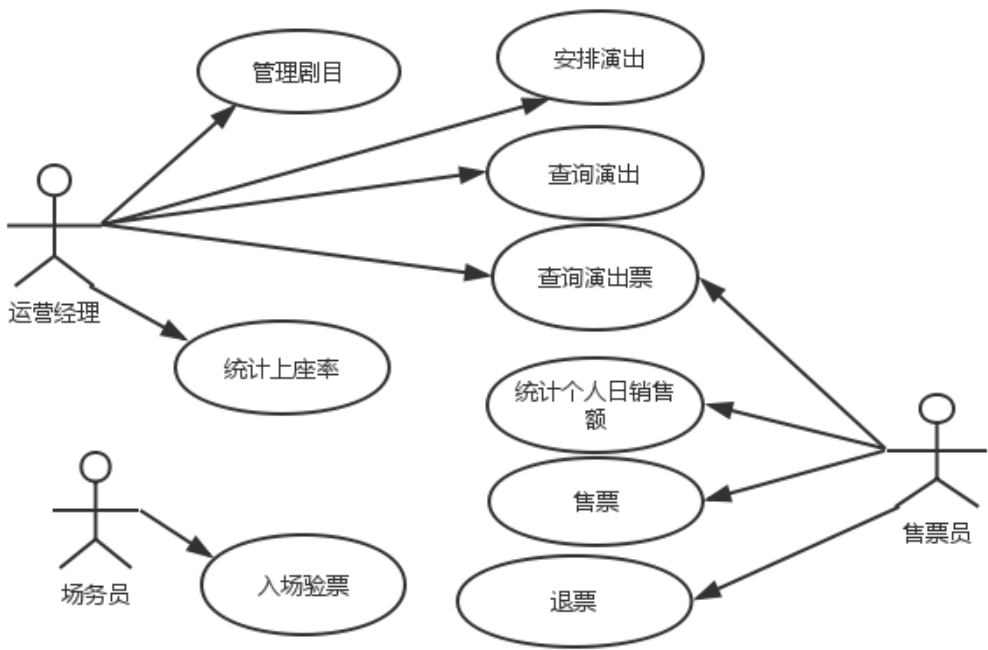 管理剧目
安排演出
查询演出
查询演出票
运营经理
统计上座率
统计个人日销售
额
售票
售票员
场务员
入场验票
退票